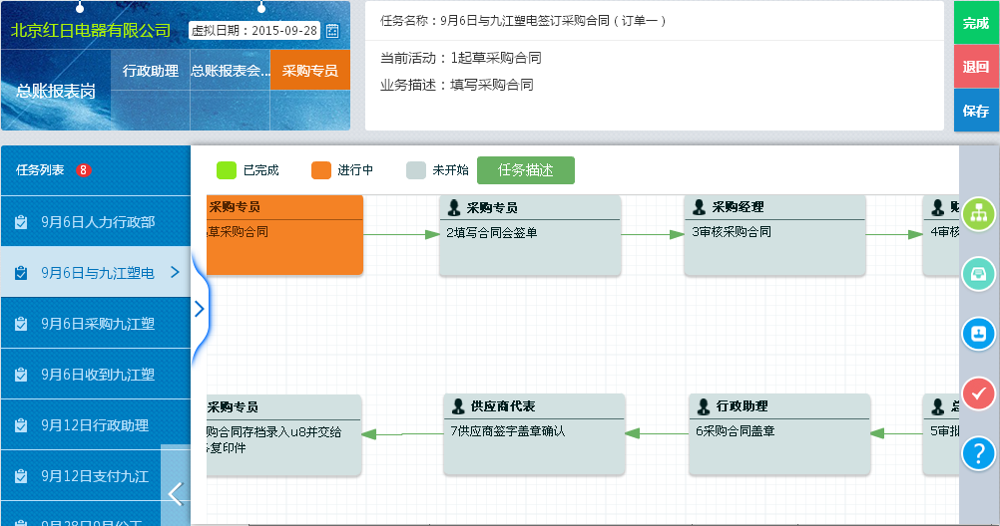 北京红日电器有限公司
虚拟日期：2015-09-28
总账报表岗
行政助理
总账报表会...
采购专员
任务名称：9月6日与九江塑电签订采购合同（订单一）
当前活动：1起草采购合同
业务描述：填写采购合同
完成
退回
保存
任务列表 8
9月6日人力行政部
9月6日与九江塑电
9月6日采购九江塑
9月6日收到九江塑
9月12日行政助理
9月12日支付九江
已完成
进行中
未开始
任务描述
采购专员
草采购合同
采购专员
2填写合同会签单
采购经理
3审核采购合同
4审核
采购专员
购合同存档录入u8并交给
复印件
供应商代表
7供应商签字盖章确认
行政助理
6采购合同盖章
5审批
?